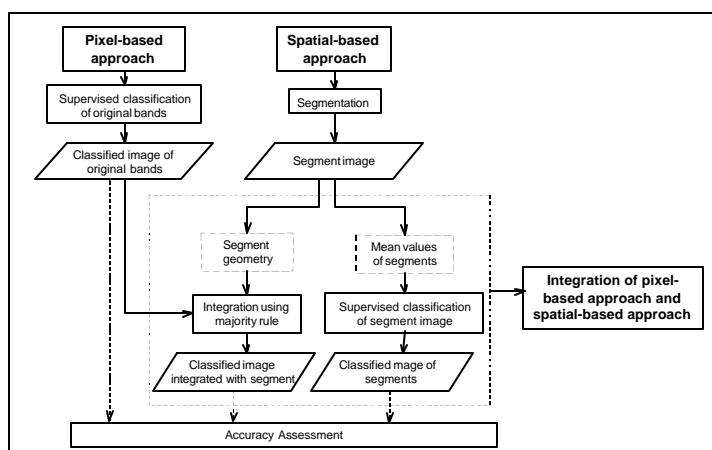 Pixel-based
approach
Spatial-based
approach
Supervised classification
of original bands
Segmentation
Classified image of
original bands
Segment image
Segment
geometry
Mean values
of segments
Integration of pixel-
based approach and
spatial-based approach
Integration using
majority rule
Supervised classification
of segment image
Classified image
integrated with segment
Classified mage of
segments
Accuracy Assessment